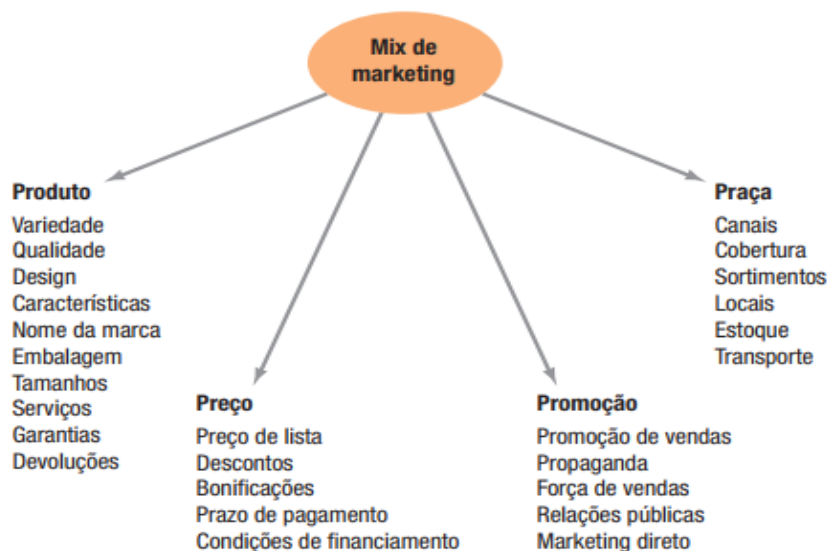 Mix de
marketing
Produto
Variedade
Qualidade
Design
Características
Nome da marca
Embalagem
Tamanhos
Serviços
Garantias
Devoluções
Preço
Preço de lista
Descontos
Bonificações
Prazo de pagamento
Condições de financiamento
Promoção
Promoção de vendas
Propaganda
Força de vendas
Relações públicas
Marketing direto
Praça
Canais
Cobertura
Sortimentos
Locais
Estoque
Transporte